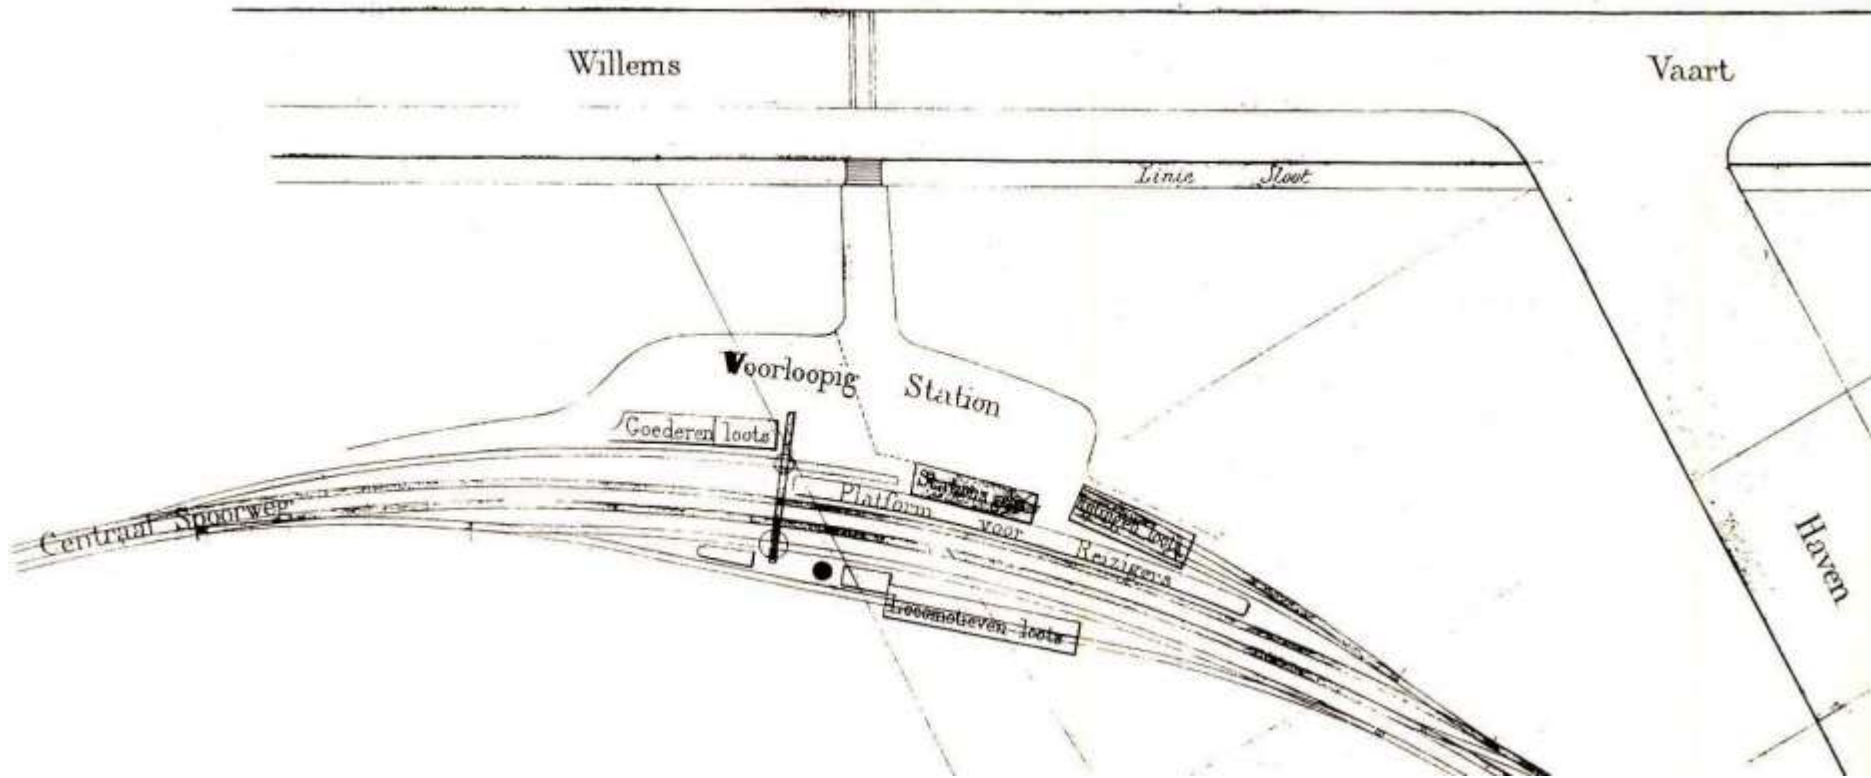 Willems Vaart
Linie Sloot
Voorloopig Station
Goederen loots
Platform voor Reizigers
Centraal Spoorweg
Locomotieven loots
Haven